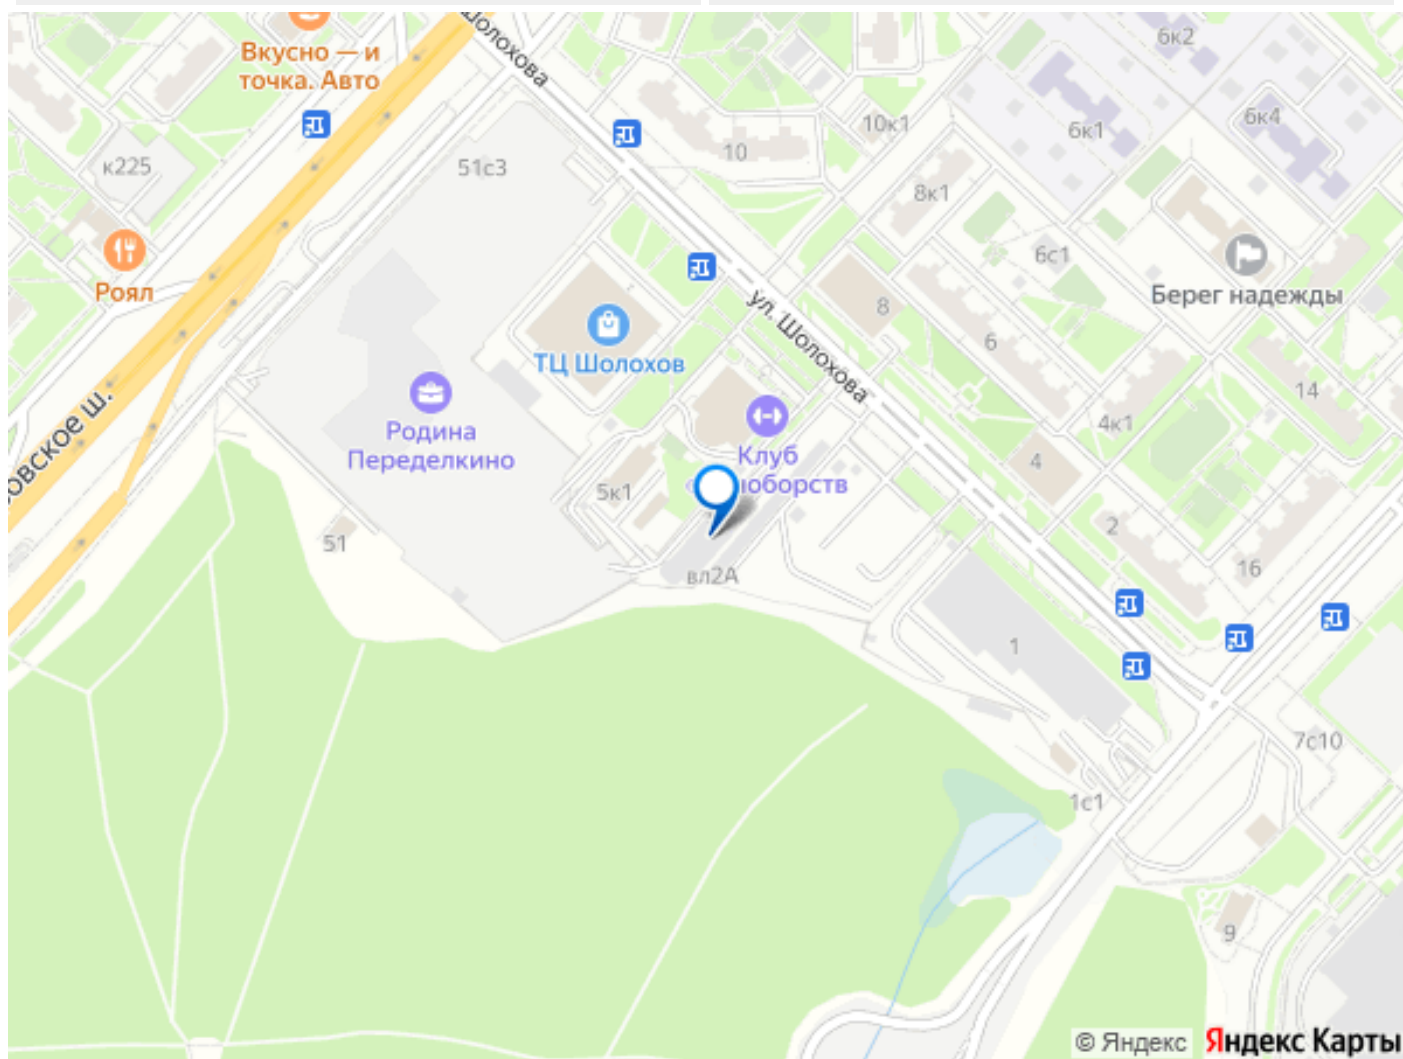 Шолохова
Вкусно — и
точка. Авто
6к2
6к4
6к1
10к1
10
к225
51с3
8к1
6с1
Роял
Берег надежды
8
ул. Шолохова
6
ТЦ Шолохов
14
4к1
Родина
Переделкино
Клуб
4
5к1
2
51
16
вл2А
1
7с10
1с1
9
© Яндекс
Яндекс Карты